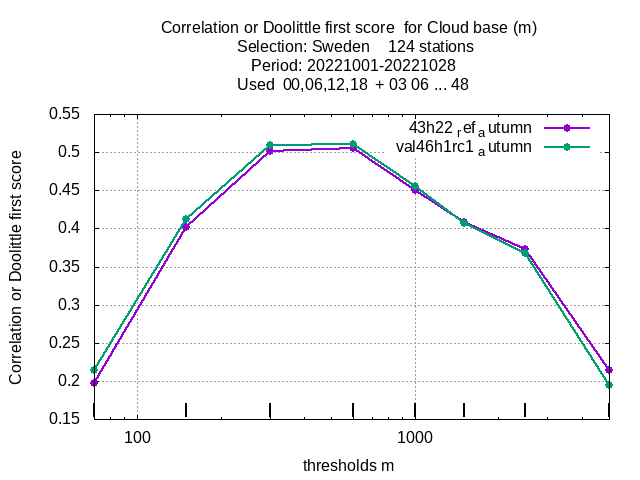 Correlation or Doolittle first score  for Cloud base (m)
Selection: Sweden    124 stations
Period: 20221001-20221028
Used  00,06,12,18  + 03 06 ... 48
43h22 ref autumn
val46h1rc1 autumn
Correlation or Doolittle first score
0.55
0.5
0.45
0.4
0.35
0.3
0.25
0.2
0.15
100 1000
thresholds m